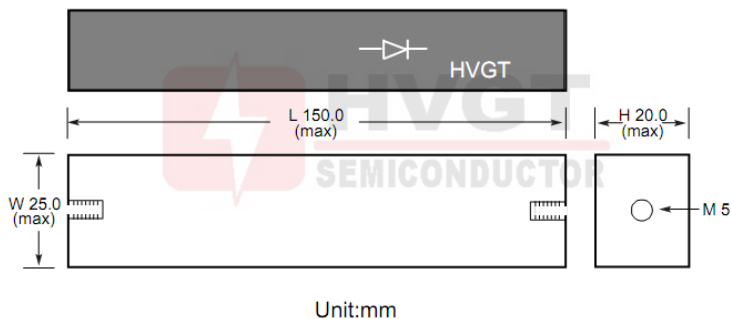 HVGT
HVGT
SEMICONDUCTOR
L 150.0
(max)
H 20.0
(max)
W 25.0
(max)
M 5
Unit:mm